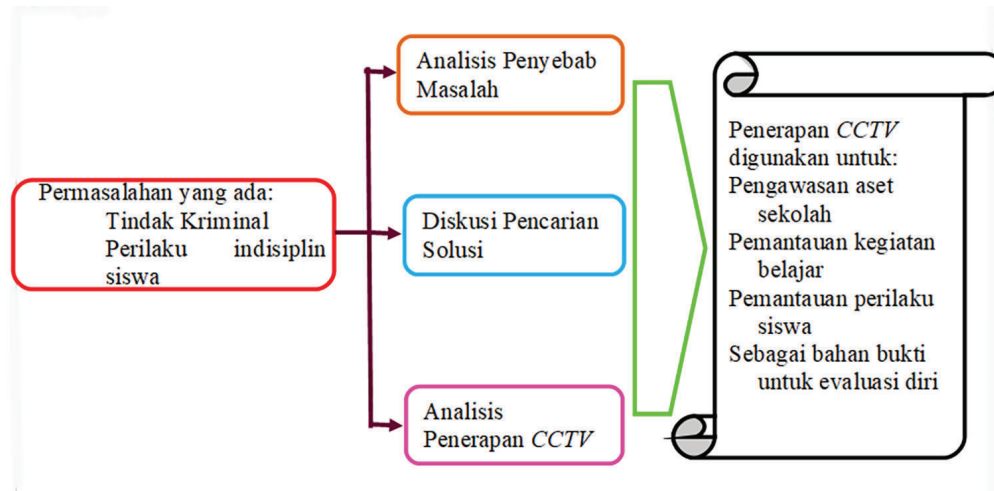 Permasalahan yang ada:
Tindak Kriminal
Perilaku indisiplin
siswa
Analisis Penyebab
Masalah
Diskusi Pencarian
Solusi
Analisis
Penerapan CCTV
Penerapan CCTV
digunakan untuk:
Pengawasan aset
sekolah
Pemantauan kegiatan
belajar
Pemantauan perilaku
siswa
Sebagai bahan bukti
untuk evaluasi diri